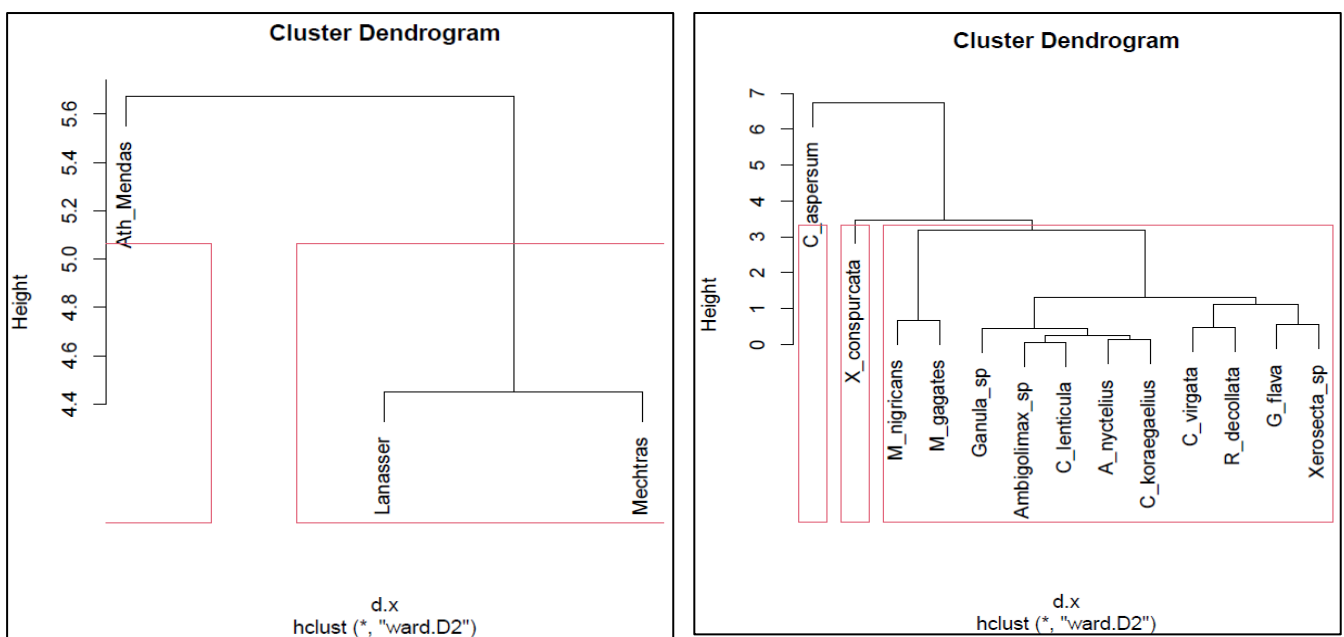 Cluster Dendrogram
Height
5.6
5.4
5.2
5.0
4.8
4.6
4.4
Ath_Mendas
Lanasser
Mechtras
d.x
hclust (*, "ward.D2")
Cluster Dendrogram
Height
7
6
5
4
3
2
1
0
C_aspersum
X_conspurcata
M_nigricans
M_gagates
Ganula_sp
Ambigolimax_sp
C_lenticula
A_nyctelius
C_koraegaelius
C_virgata
R_decollata
G_flava
Xerosecta_sp
d.x
hclust (*, "ward.D2")